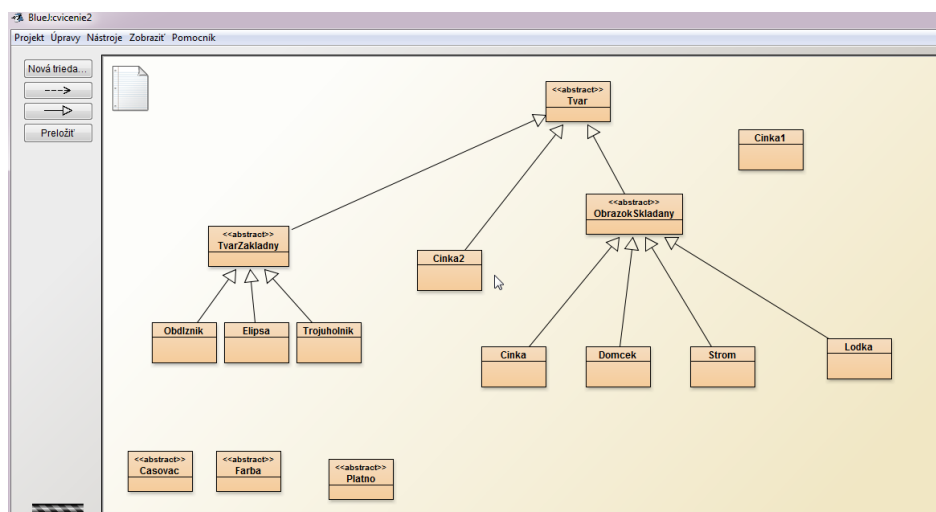 BlueJ:cvicenie2
Projekt Úpravy Nástroje Zobraziť Pomocník
Nová trieda...
Preložiť
<<abstract>>
Tvar
Cinka1
<<abstract>>
ObrazokSkladany
<<abstract>>
TvarZakladny
Cinka2
Obdlznik
Elipsa
Trojuholnik
Cinka
Domcek
Strom
Lodka
<<abstract>>
Casovac
<<abstract>>
Farba
<<abstract>>
Platno